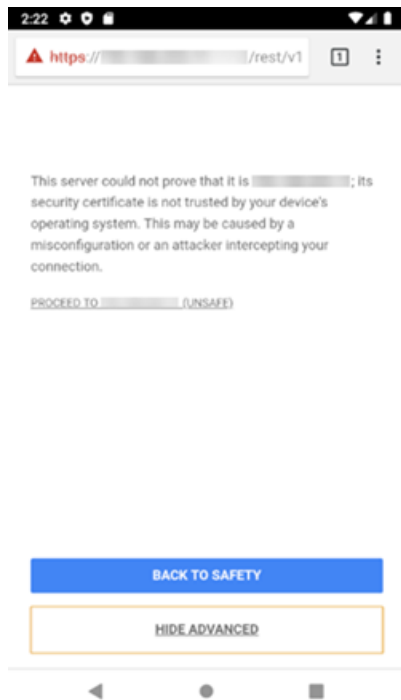 2:22
https:// /rest/v1
1
This server could not prove that it is ; its
security certificate is not trusted by your device's
operating system. This may be caused by a
misconfiguration or an attacker intercepting your
connection.
PROCEED TO (UNSAFE)
BACK TO SAFETY
HIDE ADVANCED